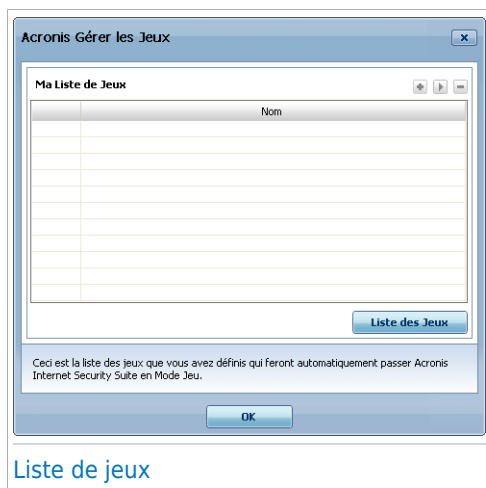 Acronis Gérer les Jeux
Ma Liste de Jeux
Nom
Liste des Jeux
Ceci est la liste des jeux que vous avez définis qui feront automatiquement passer Acronis
Internet Security Suite en Mode Jeu.
OK
Liste de jeux